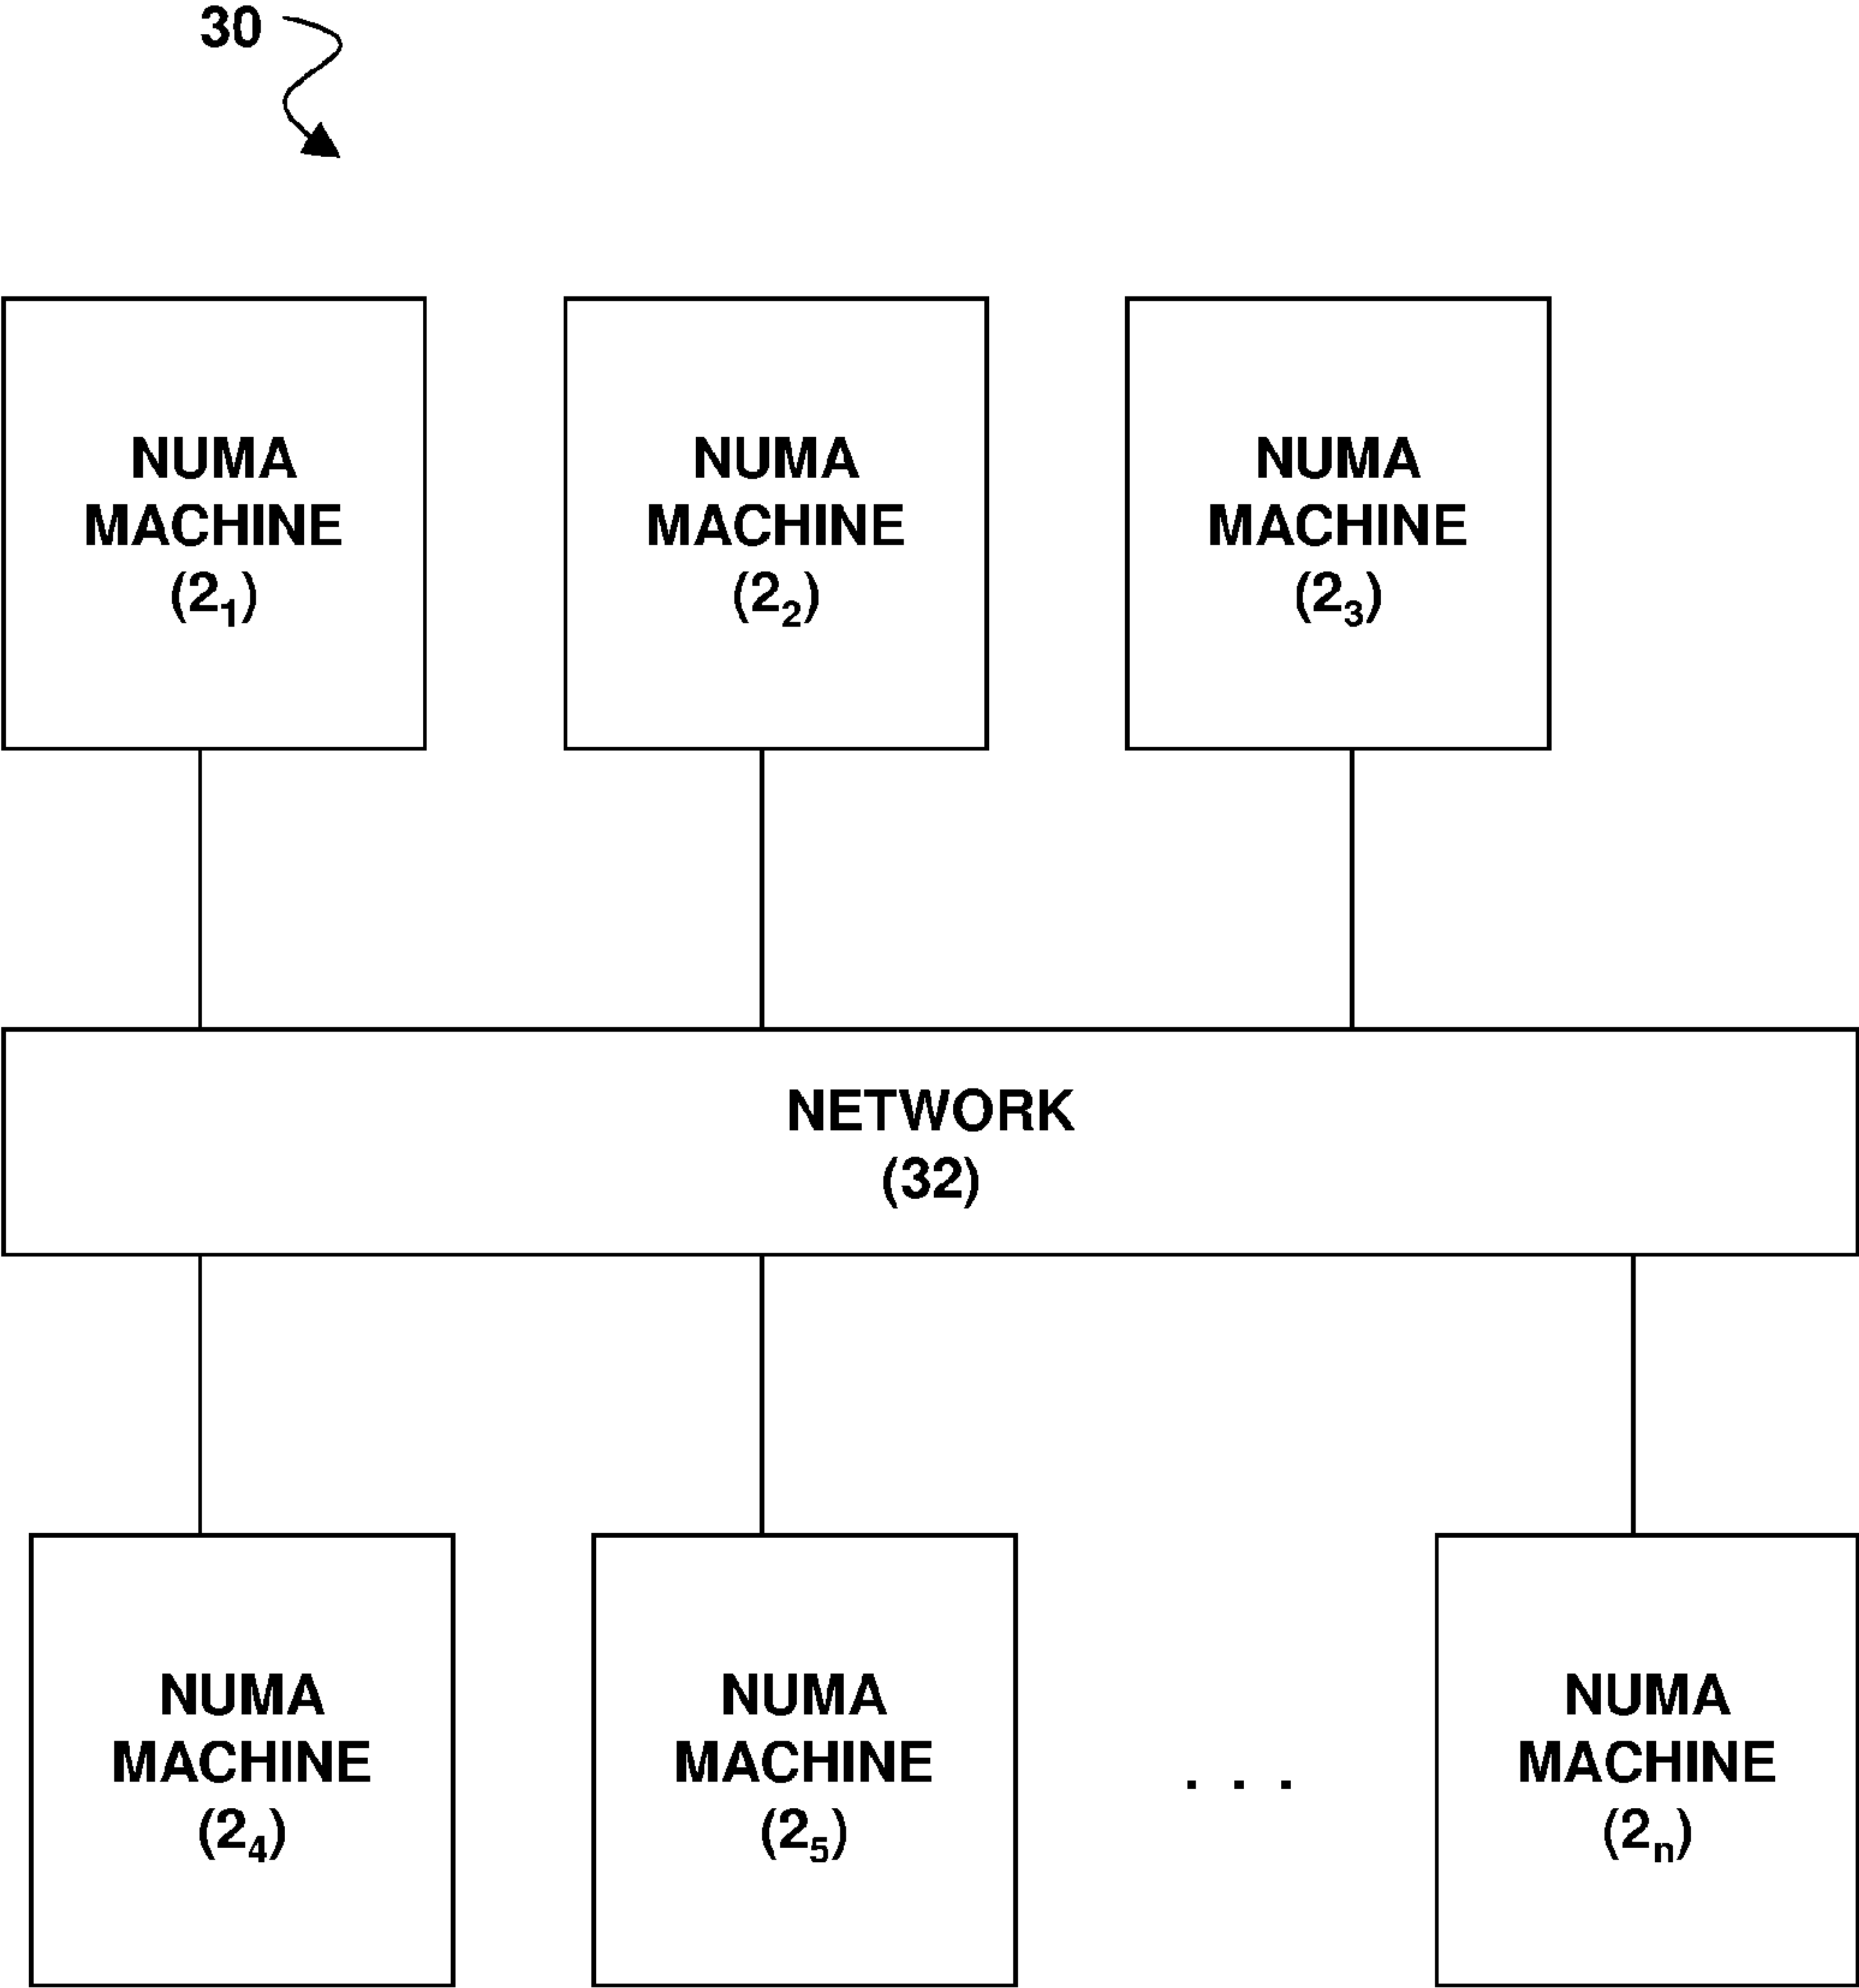 30
NUMA
MACHINE
(2₁)
NUMA
MACHINE
(2₂)
NUMA
MACHINE
(2₃)
NETWORK
(32)
NUMA
MACHINE
(2₄)
NUMA
MACHINE
(2₅)
. . .
NUMA
MACHINE
(2ₙ)